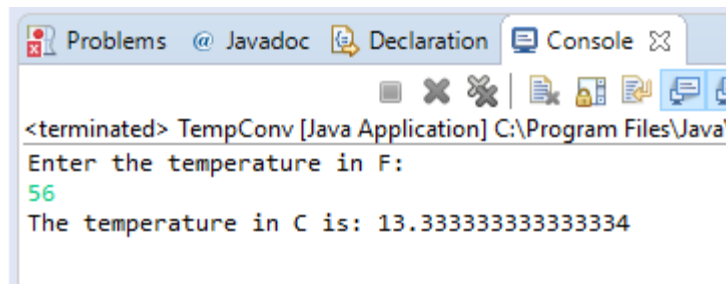 Problems @ Javadoc Declaration Console
<terminated> TempConv [Java Application] C:\Program Files\Java\
Enter the temperature in F:
56
The temperature in C is: 13.333333333333334